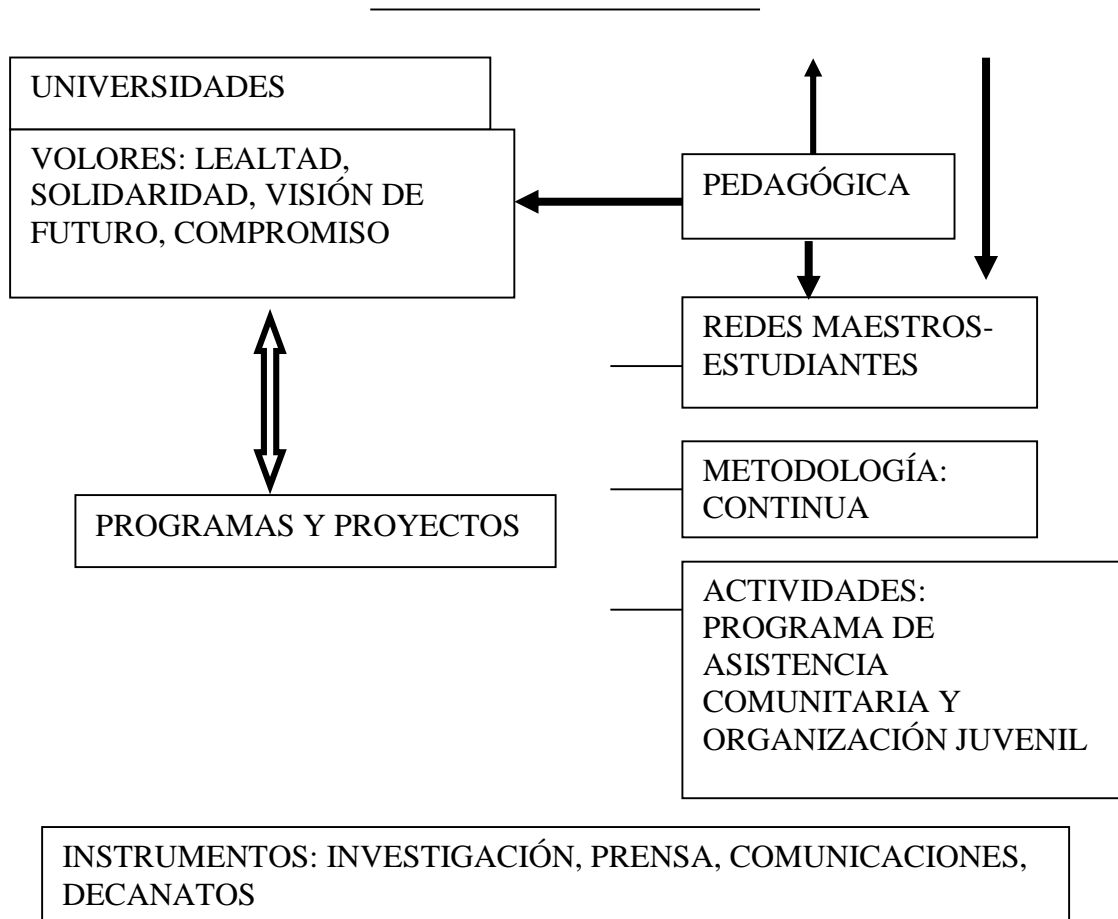 UNIVERSIDADES
VOLORES: LEALTAD,
SOLIDARIDAD, VISIÓN DE
FUTURO, COMPROMISO
PEDAGÓGICA
REDES MAESTROS-
ESTUDIANTES
METODOLOGÍA:
CONTINUA
PROGRAMAS Y PROYECTOS
ACTIVIDADES:
PROGRAMA DE
ASISTENCIA
COMUNITARIA Y
ORGANIZACIÓN JUVENIL
INSTRUMENTOS: INVESTIGACIÓN, PRENSA, COMUNICACIONES,
DECANATOS